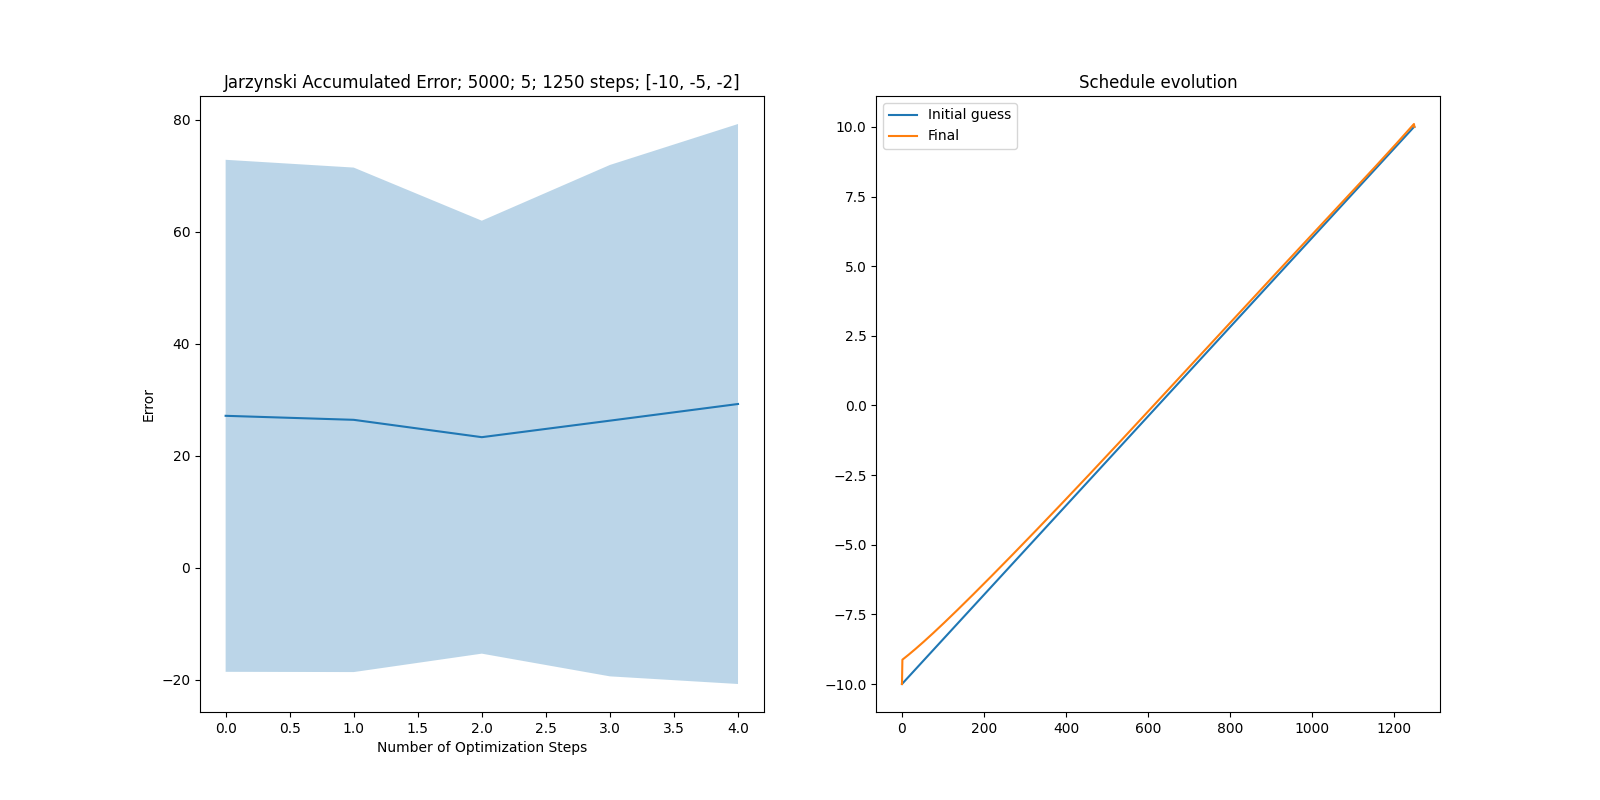 Jarzynski Accumulated Error; 5000; 5; 1250 steps; [-10, -5, -2]
80
60
40
20
0
−20
Error
0.0 0.5 1.0 1.5 2.0 2.5 3.0 3.5 4.0
Number of Optimization Steps
Schedule evolution
Initial guess
Final
10.0
7.5
5.0
2.5
0.0
−2.5
−5.0
−7.5
−10.0
0 200 400 600 800 1000 1200